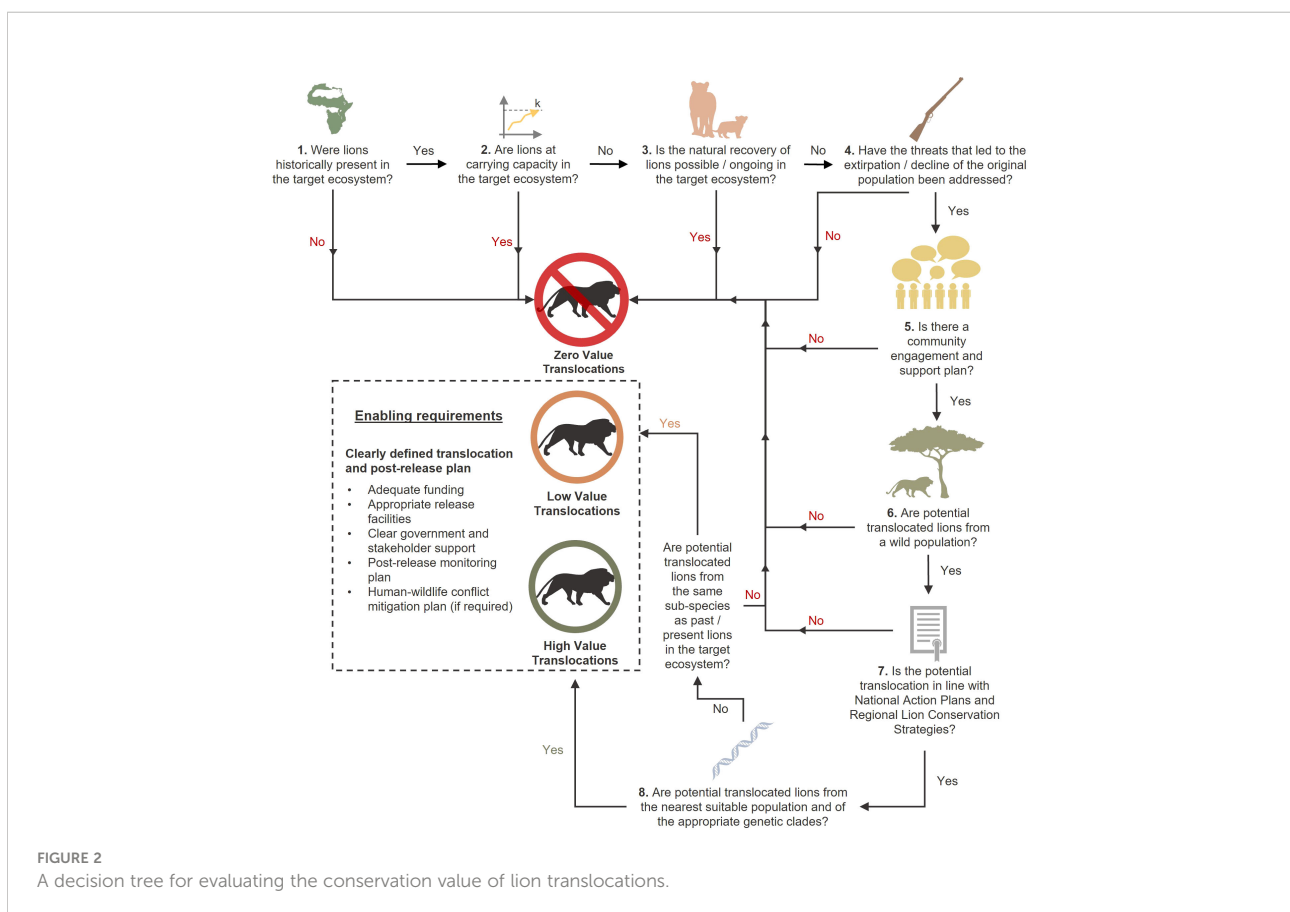 k
1. Were lions
historically present in
the target ecosystem?
Yes
2. Are lions at
carrying capacity in
the target ecosystem?
No
3. Is the natural recovery of
lions possible / ongoing in
the target ecosystem?
No
4. Have the threats that led to the
extirpation / decline of the original
population been addressed?
No
Yes
Yes
No
Yes
Zero Value
Translocations
5. Is there a
community
engagement and
support plan?
No
Yes
Enabling requirements
Clearly defined translocation
and post-release plan
• Adequate funding
• Appropriate release
facilities
• Clear government and
stakeholder support
• Post-release monitoring
plan
• Human-wildlife conflict
mitigation plan (if required)
Low Value
Translocations
High Value
Translocations
Yes
6. Are potential
translocated lions from
a wild population?
No
Yes
Are potential
translocated
lions from
the same
sub-species
as past /
present lions
in the target
ecosystem?
No
No
7. Is the potential
translocation in line with
National Action Plans and
Regional Lion Conservation
Strategies?
No
Yes
Yes
8. Are potential translocated lions from
the nearest suitable population and of
the appropriate genetic clades?
FIGURE 2
A decision tree for evaluating the conservation value of lion translocations.